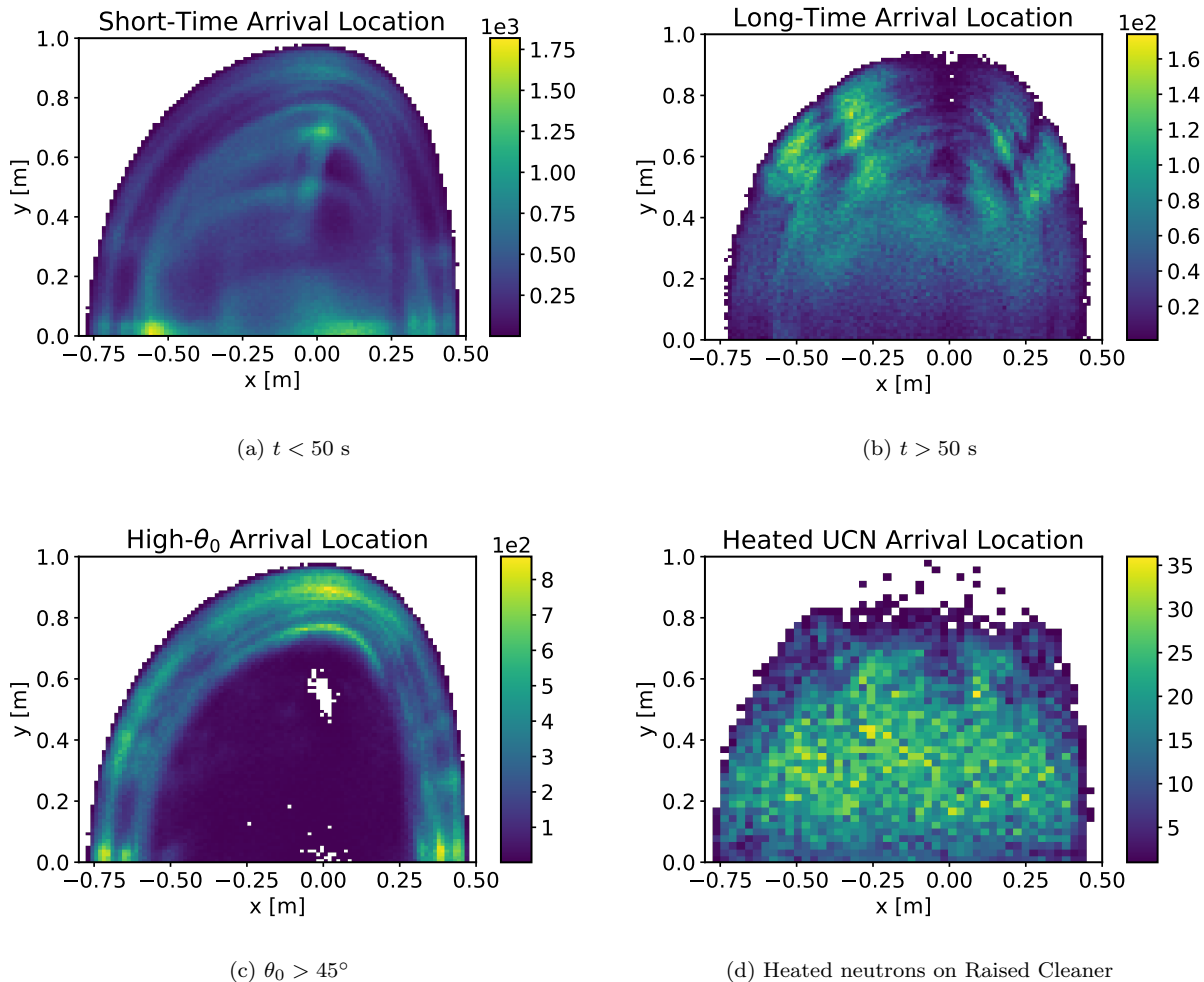 Short-Time Arrival Location
1e3
1.0
0.8
0.6
0.4
0.2
0.0
y [m]
−0.75 −0.50 −0.25 0.00 0.25 0.50
x [m]
1.75
1.50
1.25
1.00
0.75
0.50
0.25
(a) t < 50 s
Long-Time Arrival Location
1e2
1.0
0.8
0.6
0.4
0.2
0.0
y [m]
−0.75 −0.50 −0.25 0.00 0.25 0.50
x [m]
1.6
1.4
1.2
1.0
0.8
0.6
0.4
0.2
(b) t > 50 s
High-θ₀ Arrival Location
1e2
1.0
0.8
0.6
0.4
0.2
0.0
y [m]
−0.75 −0.50 −0.25 0.00 0.25 0.50
x [m]
8
7
6
5
4
3
2
1
(c) θ₀ > 45°
Heated UCN Arrival Location
1.0
0.8
0.6
0.4
0.2
0.0
y [m]
−0.75 −0.50 −0.25 0.00 0.25 0.50
x [m]
35
30
25
20
15
10
5
(d) Heated neutrons on Raised Cleaner